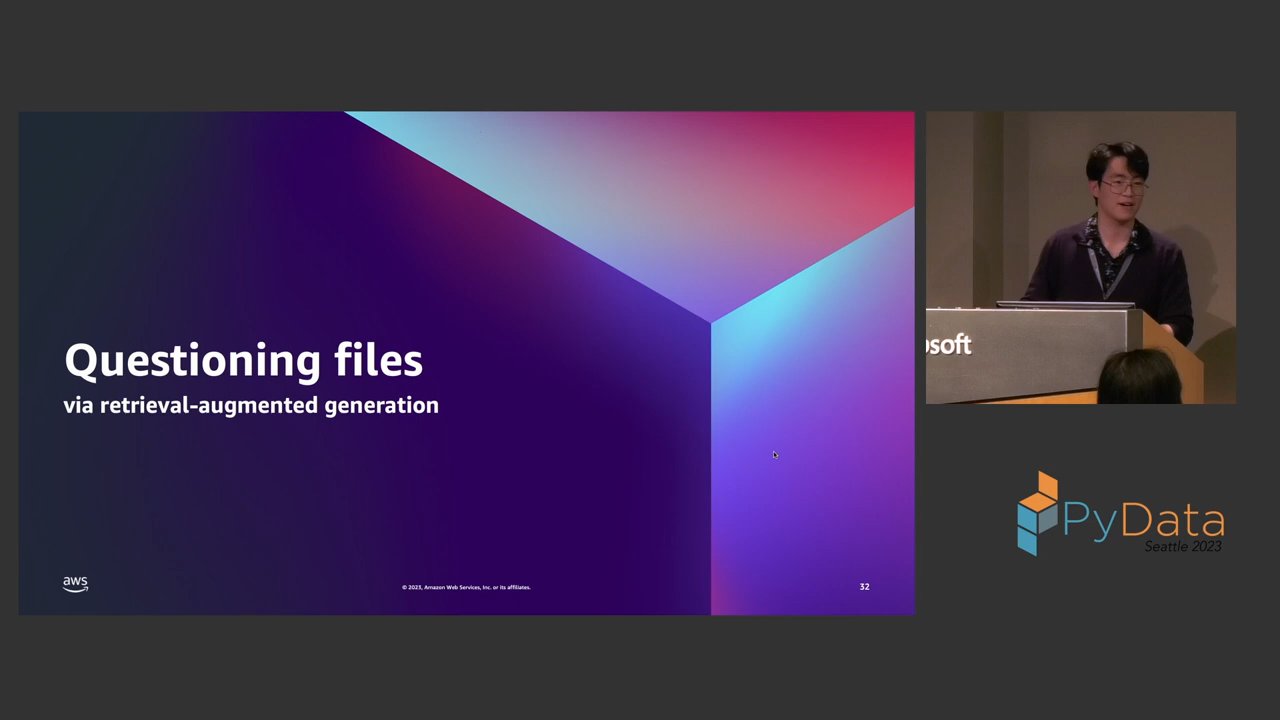 Questioning files
via retrieval-augmented generation
aws
© 2023, Amazon Web Services, Inc. or its affiliates.
32
osoft
PyData
Seattle 2023